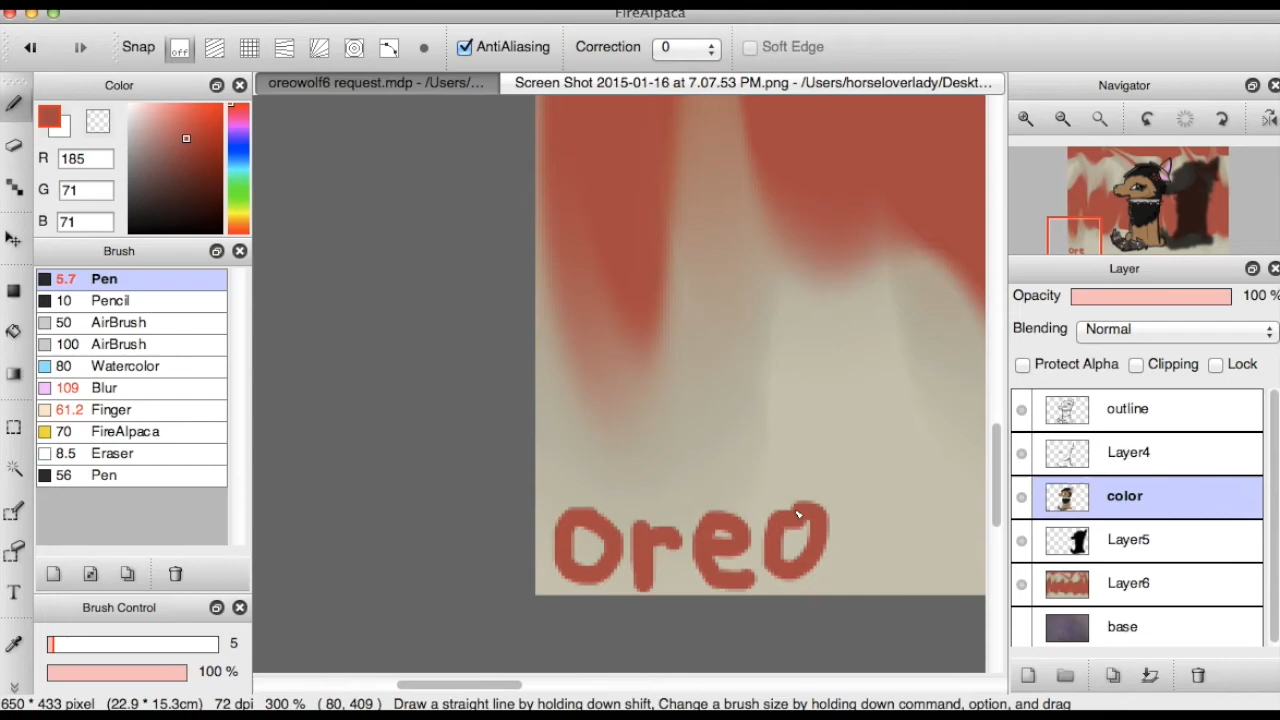 FireAlpaca
Snap off AntiAliasing Correction 0 Soft Edge
Color
oreowolf6 request.mdp - /Users/... Screen Shot 2015-01-16 at 7.07.53 PM.png - /Users/horseloverlady/Deskt...
Navigator
R 185
G 71
B 71
Brush
5.7 Pen
10 Pencil
50 AirBrush
100 AirBrush
80 Watercolor
109 Blur
61.2 Finger
70 FireAlpaca
8.5 Eraser
56 Pen
Brush Control
5
100 %
oreo
Ore
Layer
Opacity 100 %
Blending Normal
Protect Alpha Clipping Lock
outline
Layer4
color
Layer5
Layer6
base
T
650 * 433 pixel (22.9 * 15.3cm) 72 dpi 300 % ( 80, 409) Draw a straight line by holding down shift, Change a brush size by holding down command, option, and drag